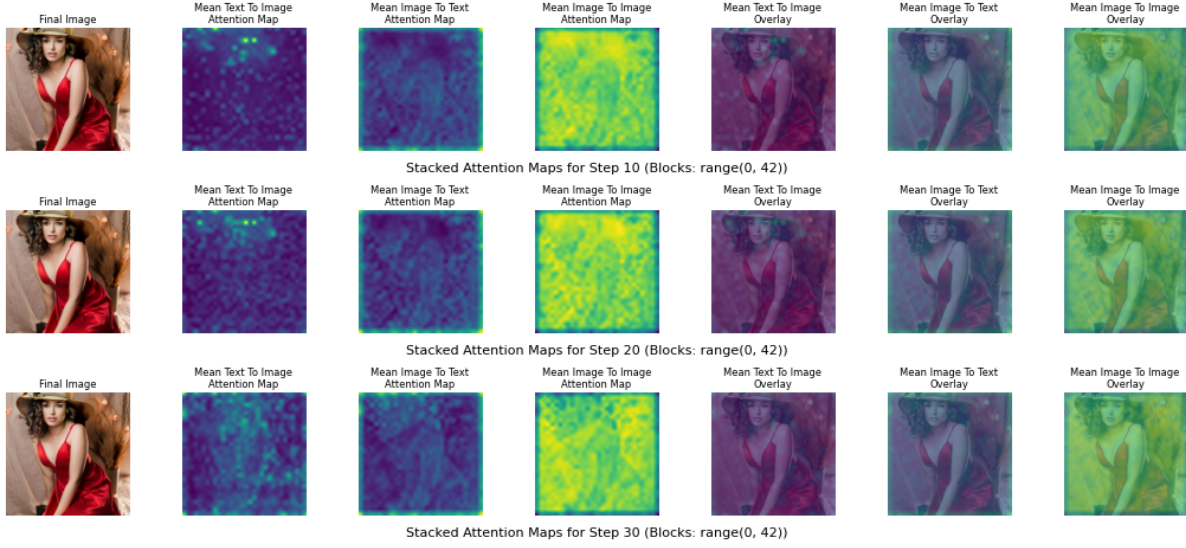 Final Image
Mean Text To Image
Attention Map
Mean Image To Text
Attention Map
Mean Image To Image
Attention Map
Mean Text To Image
Overlay
Mean Image To Text
Overlay
Mean Image To Image
Overlay
Stacked Attention Maps for Step 10 (Blocks: range(0, 42))
Final Image
Mean Text To Image
Attention Map
Mean Image To Text
Attention Map
Mean Image To Image
Attention Map
Mean Text To Image
Overlay
Mean Image To Text
Overlay
Mean Image To Image
Overlay
Stacked Attention Maps for Step 20 (Blocks: range(0, 42))
Final Image
Mean Text To Image
Attention Map
Mean Image To Text
Attention Map
Mean Image To Image
Attention Map
Mean Text To Image
Overlay
Mean Image To Text
Overlay
Mean Image To Image
Overlay
Stacked Attention Maps for Step 30 (Blocks: range(0, 42))